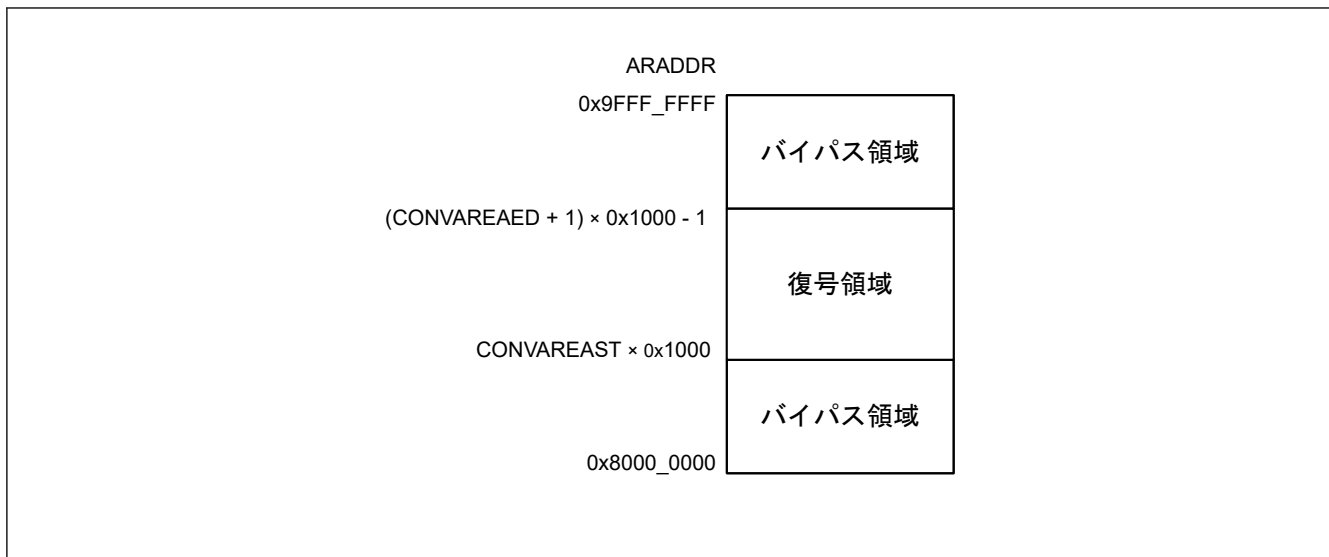 ARADDR
0x9FFF_FFFF
バイパス領域
(CONVAREAED + 1) × 0x1000 - 1
復号領域
CONVAREAST × 0x1000
バイパス領域
0x8000_0000